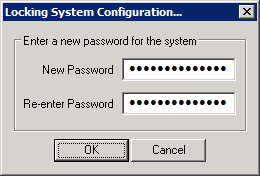 Locking System Configuration...
Enter a new password for the system
New Password ●●●●●●●●●●●●●●
Re-enter Password ●●●●●●●●●●●●●●
OK Cancel